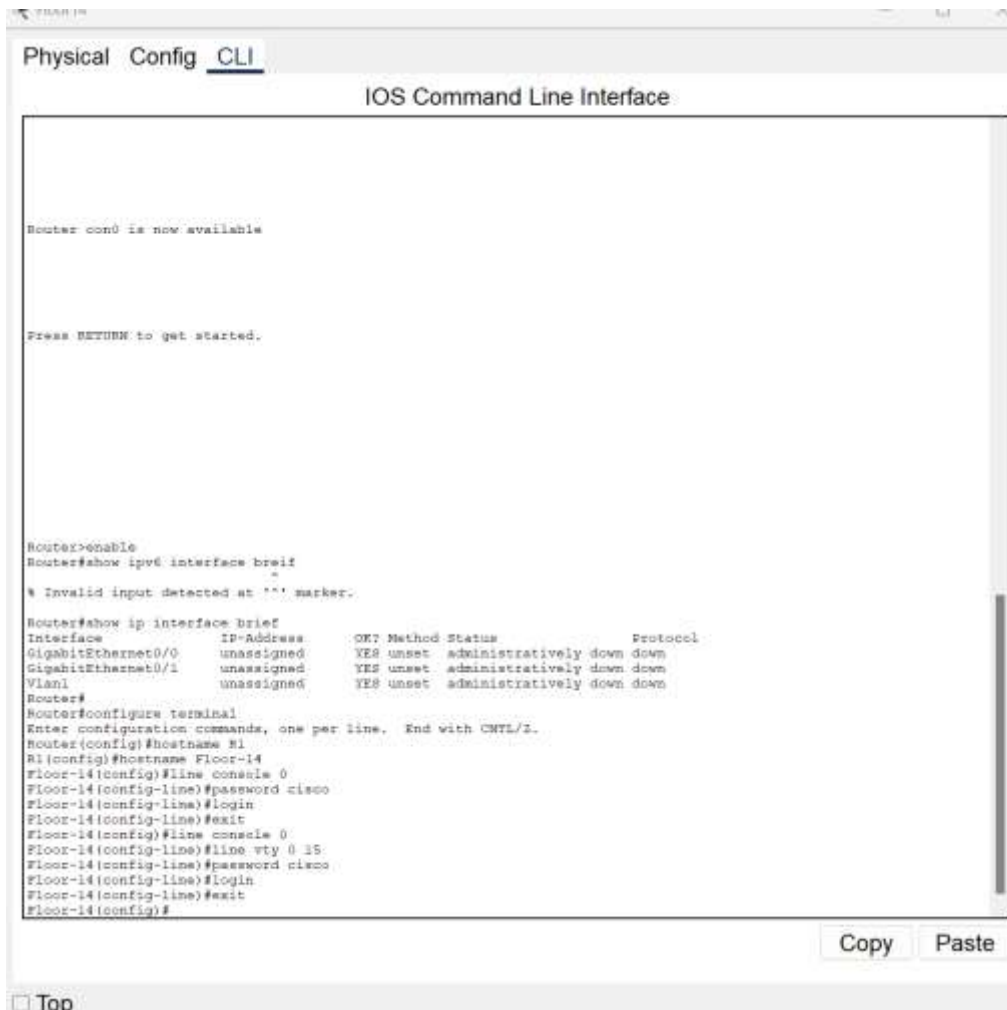 Physical Config CLI
IOS Command Line Interface
Router con0 is now available
Press RETURN to get started.
Router>enable
Router#show ipv6 interface breif
^
% Invalid input detected at '^' marker.
Router#show ip interface brief
Interface IP-Address OK? Method Status Protocol
GigabitEthernet0/0 unassigned YES unset administratively down down
GigabitEthernet0/1 unassigned YES unset administratively down down
Vlan1 unassigned YES unset administratively down down
Router#
Router#configure terminal
Enter configuration commands, one per line. End with CNTL/Z.
Router(config)#hostname R1
R1(config)#hostname Floor-14
Floor-14(config)#line console 0
Floor-14(config-line)#password cisco
Floor-14(config-line)#login
Floor-14(config-line)#exit
Floor-14(config)#line console 0
Floor-14(config-line)#line vty 0 15
Floor-14(config-line)#password cisco
Floor-14(config-line)#login
Floor-14(config-line)#exit
Floor-14(config)#
Copy Paste
Top